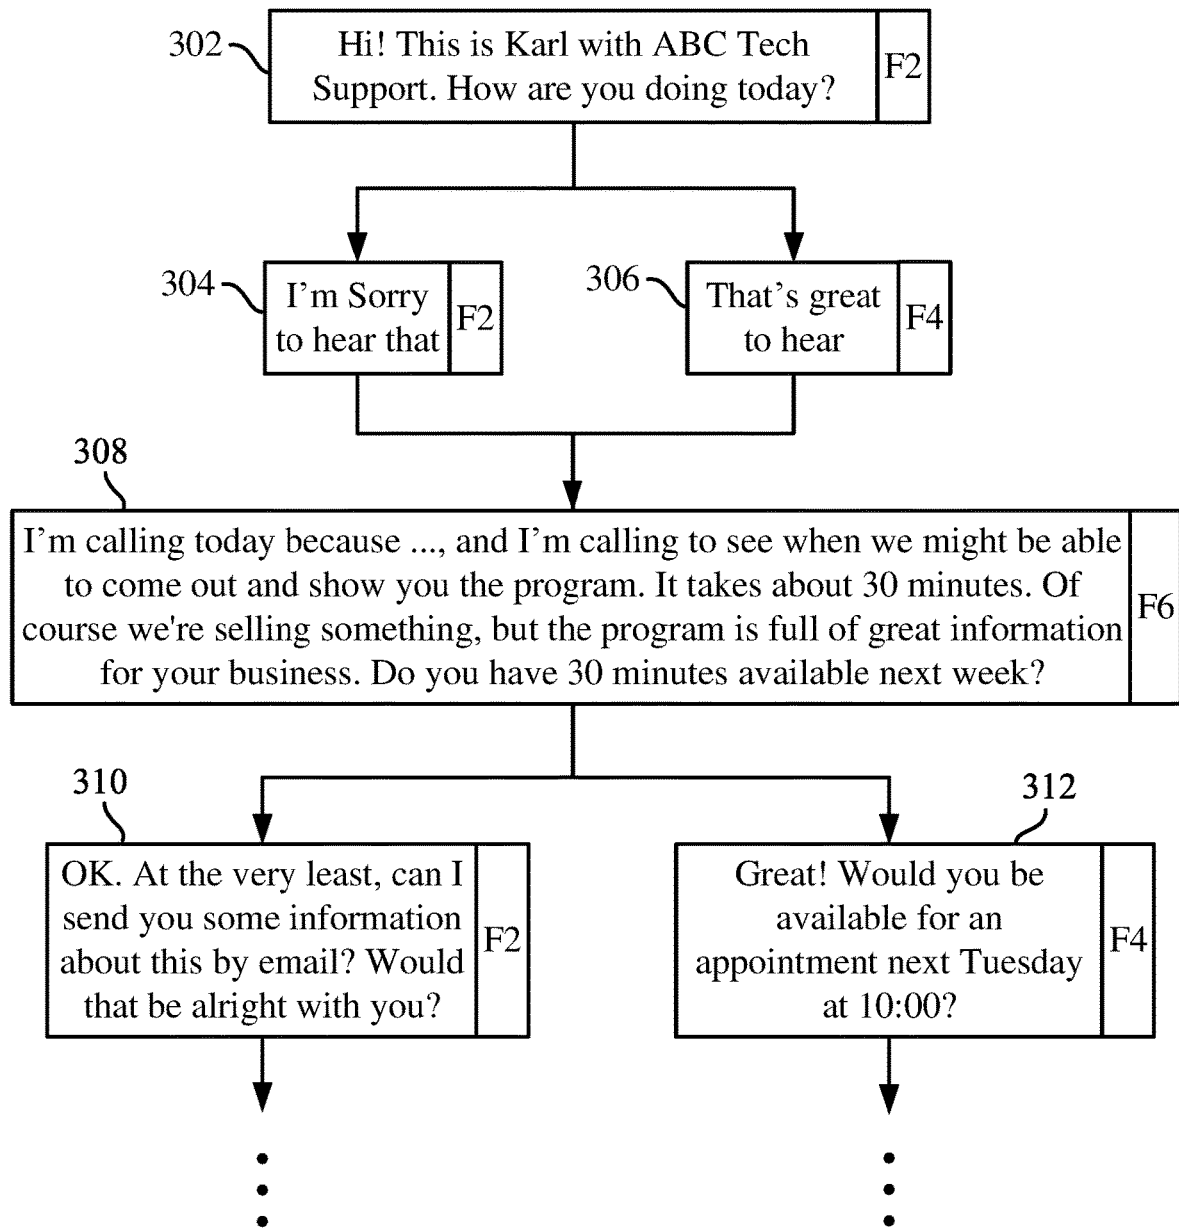 302
Hi! This is Karl with ABC Tech
Support. How are you doing today?
F2
304
I'm Sorry
to hear that
F2
306
That's great
to hear
F4
308
I'm calling today because ..., and I'm calling to see when we might be able
to come out and show you the program. It takes about 30 minutes. Of
course we're selling something, but the program is full of great information
for your business. Do you have 30 minutes available next week?
F6
310
OK. At the very least, can I
send you some information
about this by email? Would
that be alright with you?
F2
312
Great! Would you be
available for an
appointment next Tuesday
at 10:00?
F4